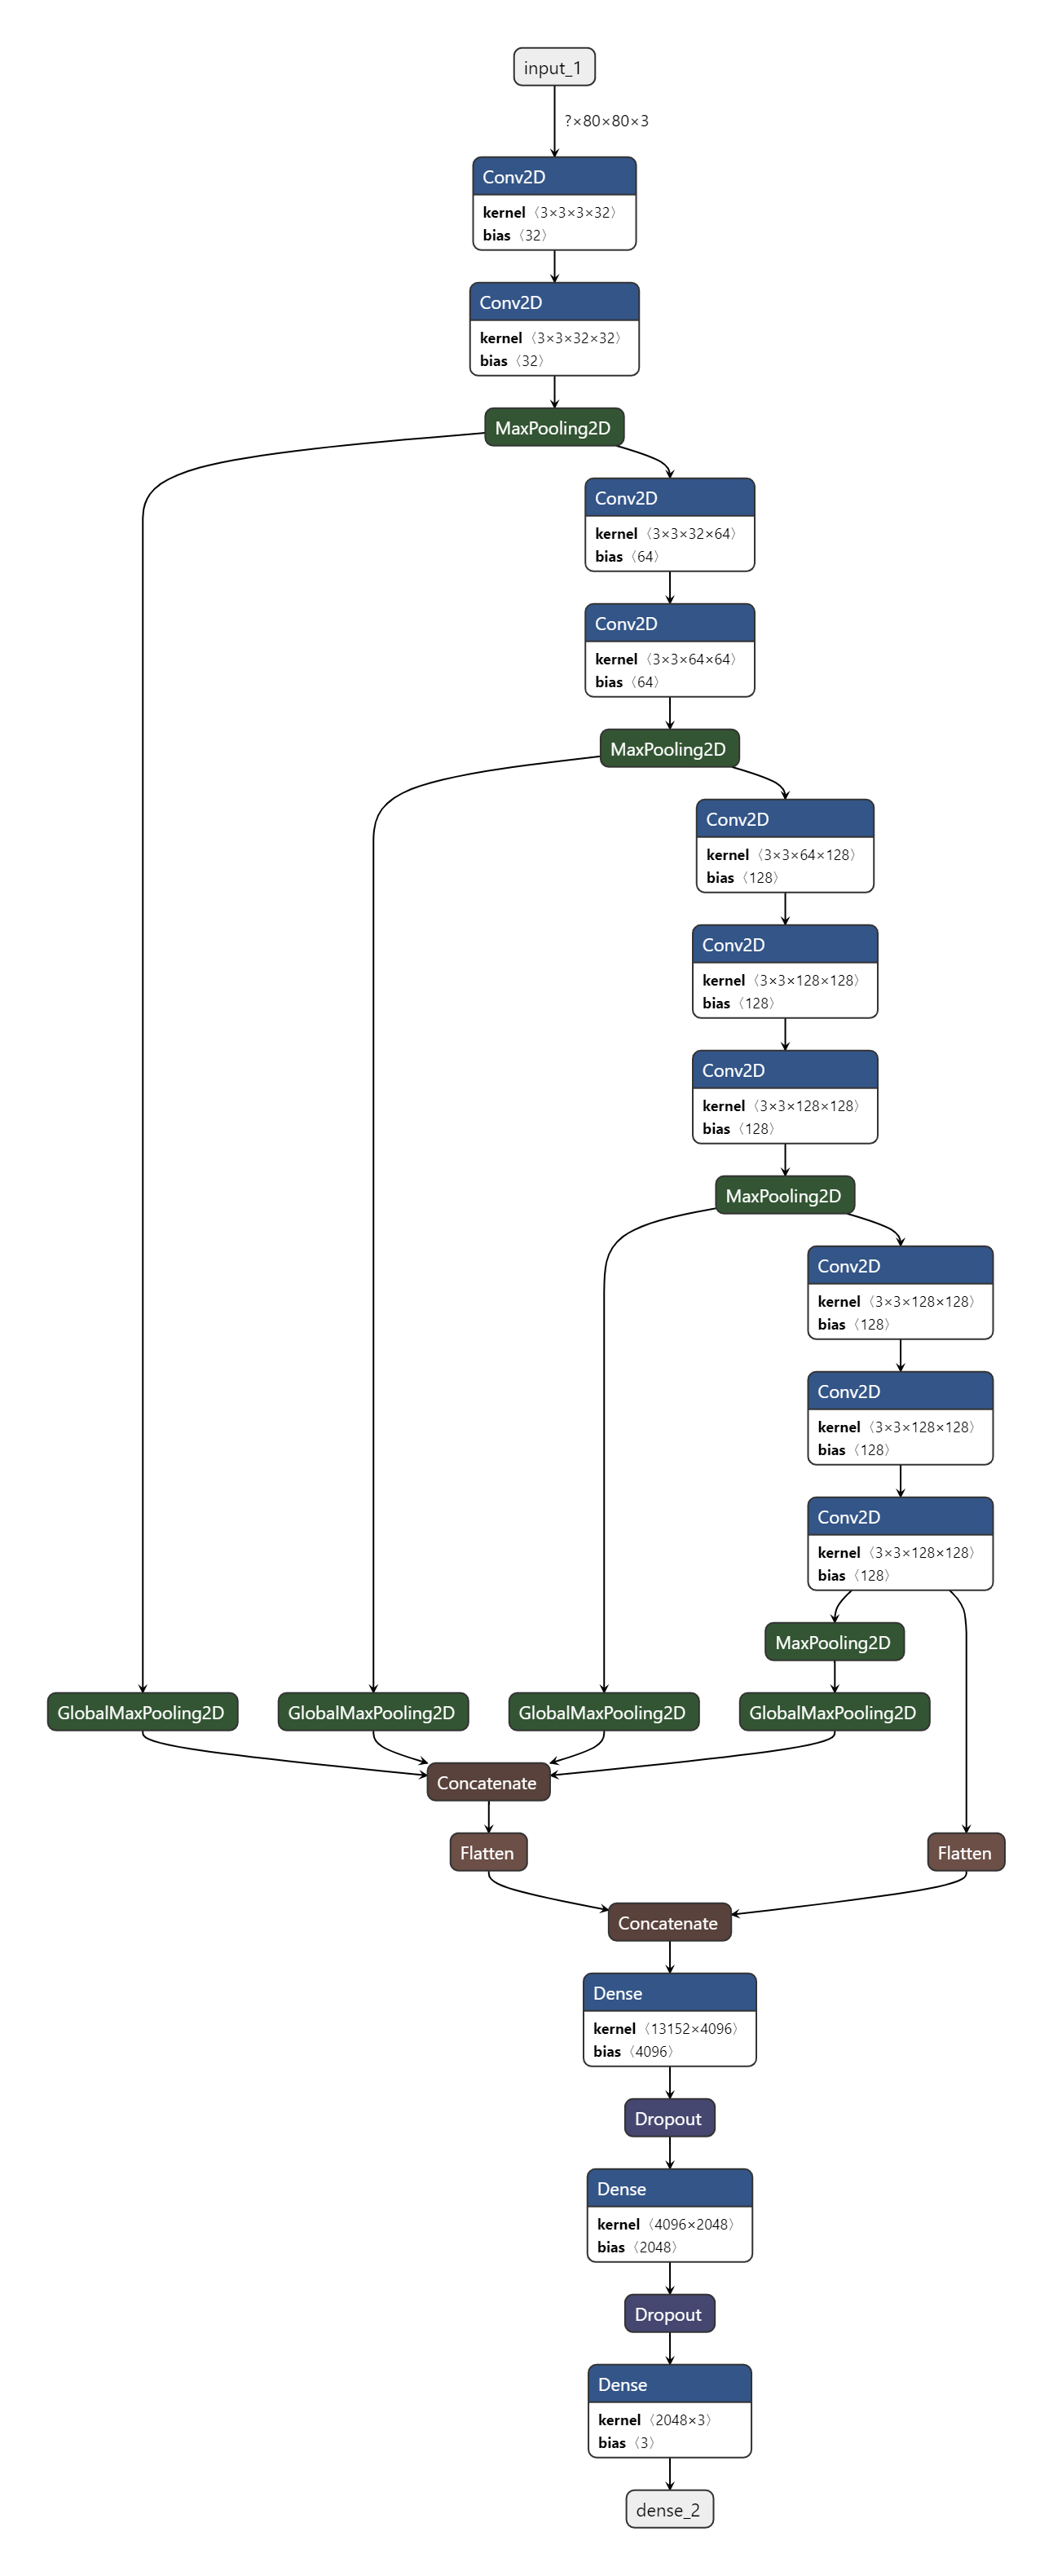 input_1
?×80×80×3
Conv2D
kernel〈3×3×3×32〉
bias〈32〉
Conv2D
kernel〈3×3×32×32〉
bias〈32〉
MaxPooling2D
Conv2D
kernel〈3×3×32×64〉
bias〈64〉
Conv2D
kernel〈3×3×64×64〉
bias〈64〉
MaxPooling2D
Conv2D
kernel〈3×3×64×128〉
bias〈128〉
Conv2D
kernel〈3×3×128×128〉
bias〈128〉
Conv2D
kernel〈3×3×128×128〉
bias〈128〉
MaxPooling2D
Conv2D
kernel〈3×3×128×128〉
bias〈128〉
Conv2D
kernel〈3×3×128×128〉
bias〈128〉
Conv2D
kernel〈3×3×128×128〉
bias〈128〉
MaxPooling2D
GlobalMaxPooling2D GlobalMaxPooling2D GlobalMaxPooling2D GlobalMaxPooling2D
Concatenate
Flatten Flatten
Concatenate
Dense
kernel〈13152×4096〉
bias〈4096〉
Dropout
Dense
kernel〈4096×2048〉
bias〈2048〉
Dropout
Dense
kernel〈2048×3〉
bias〈3〉
dense_2